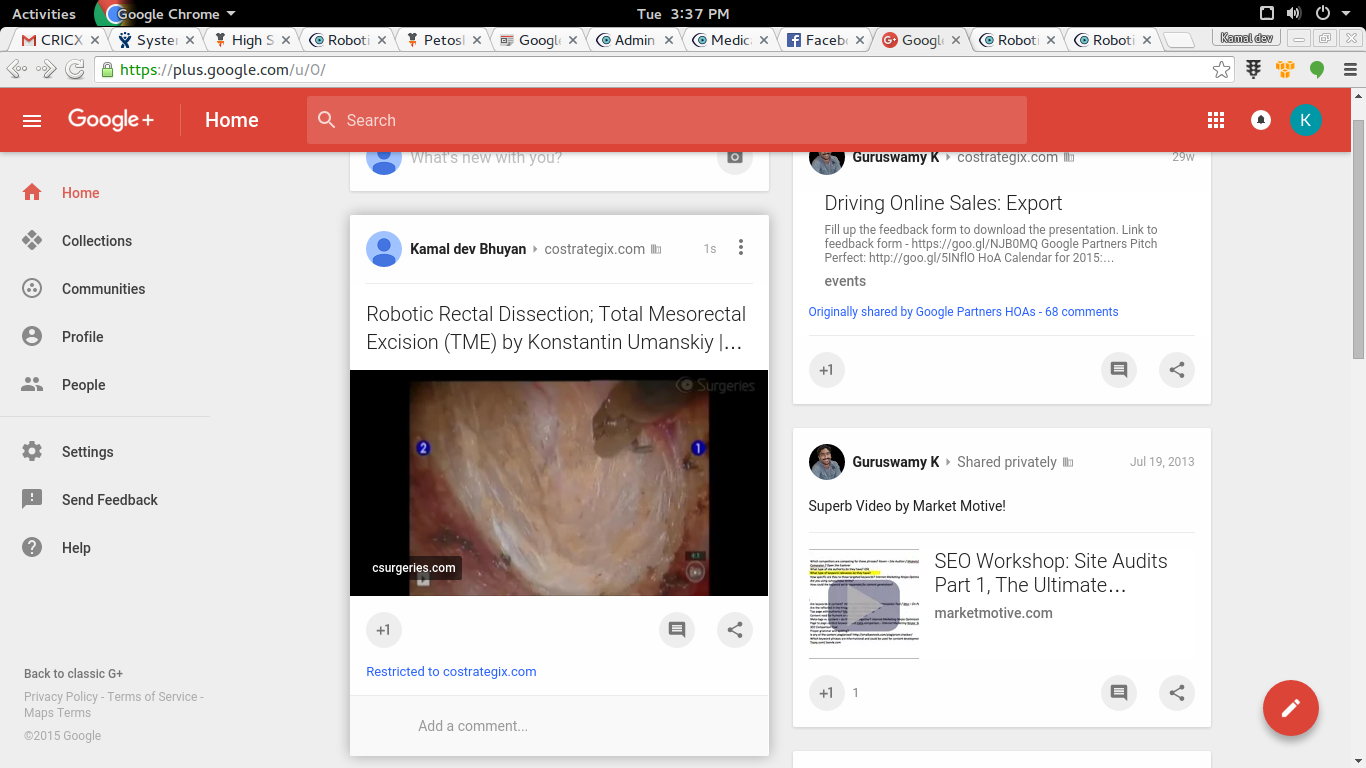 Activities
Google Chrome
Tue 3:37 PM
CRICX
Syste
High S
Roboti
Petos
Googl
Admin
Medic
Faceb
Google
Roboti
Roboti
Kamal dev
https://plus.google.com/u/0/
Google+
Home
Search
K
Home
Collections
Communities
Profile
People
Settings
Send Feedback
Help
Back to classic G+
Privacy Policy - Terms of Service -
Maps Terms
©2015 Google
What's new with you?
Kamal dev Bhuyan
costrategix.com
1s
Robotic Rectal Dissection; Total Mesorectal
Excision (TME) by Konstantin Umanskiy |...
Surgeries
2
1
csurgeries.com
+1
Restricted to costrategix.com
Add a comment...
Guruswamy K
costrategix.com
29w
Driving Online Sales: Export
Fill up the feedback form to download the presentation. Link to
feedback form - https://goo.gl/NJB0MQ Google Partners Pitch
Perfect: http://goo.gl/5INflO HoA Calendar for 2015:...
events
Originally shared by Google Partners HOAs - 68 comments
+1
Guruswamy K
Shared privately
Jul 19, 2013
Superb Video by Market Motive!
SEO Workshop: Site Audits
Part 1, The Ultimate...
marketmotive.com
+1
1